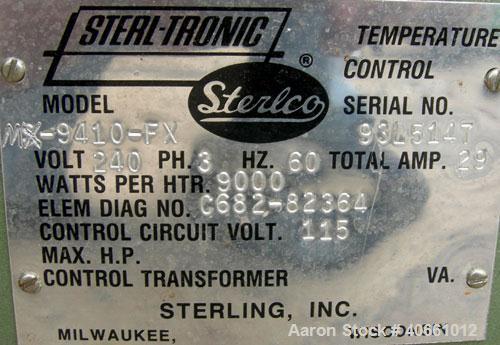 STERL-TRONIC
TEMPERATURE
CONTROL
Sterlco ®
MODEL
SERIAL NO.
-9410-FX
93L5147
VOLT 240 PH. 3 HZ. 60 TOTAL AMP. 29
WATTS PER HTR. 9000
ELEM DIAG NO. C682-82364
CONTROL CIRCUIT VOLT. 115
MAX. H.P.
CONTROL TRANSFORMER VA.
STERLING, INC.
MILWAUKEE,
Aaron Stock# 40661012